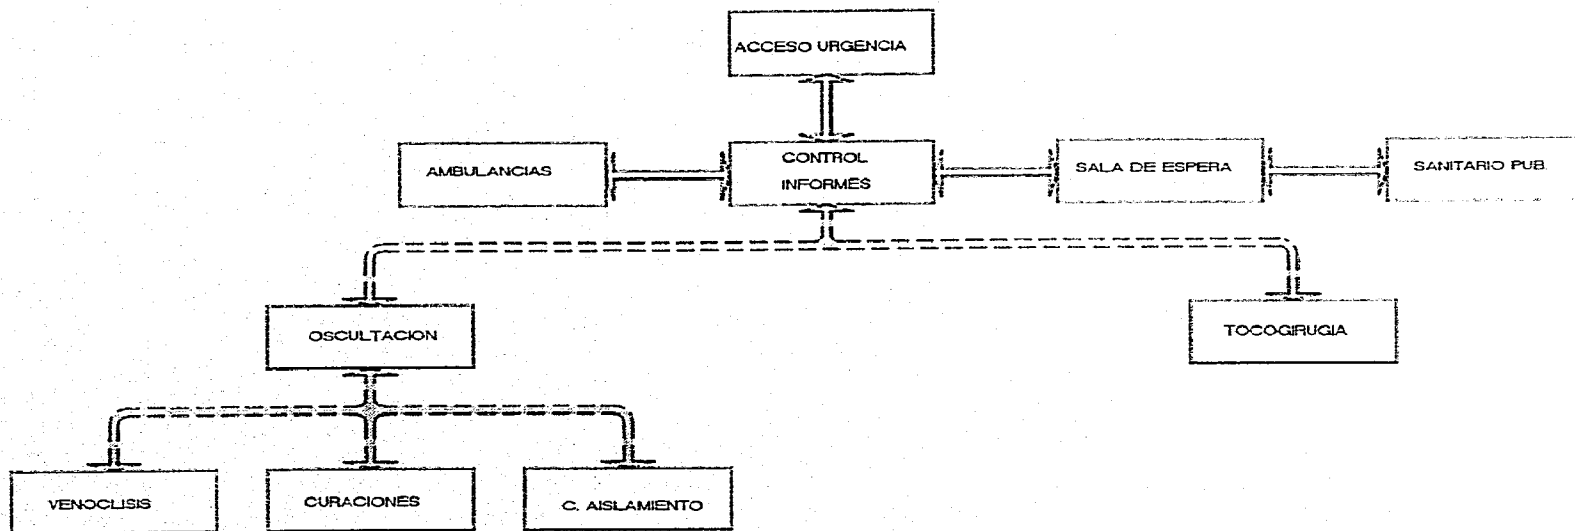 ACCESO URGENCIA
AMBULANCIAS
CONTROL
INFORMES
SALA DE ESPERA
SANITARIO PUB.
OSCULTACION
TOCOGIRUGIA
VENOCLISIS
CURACIONES
C. AISLAMIENTO